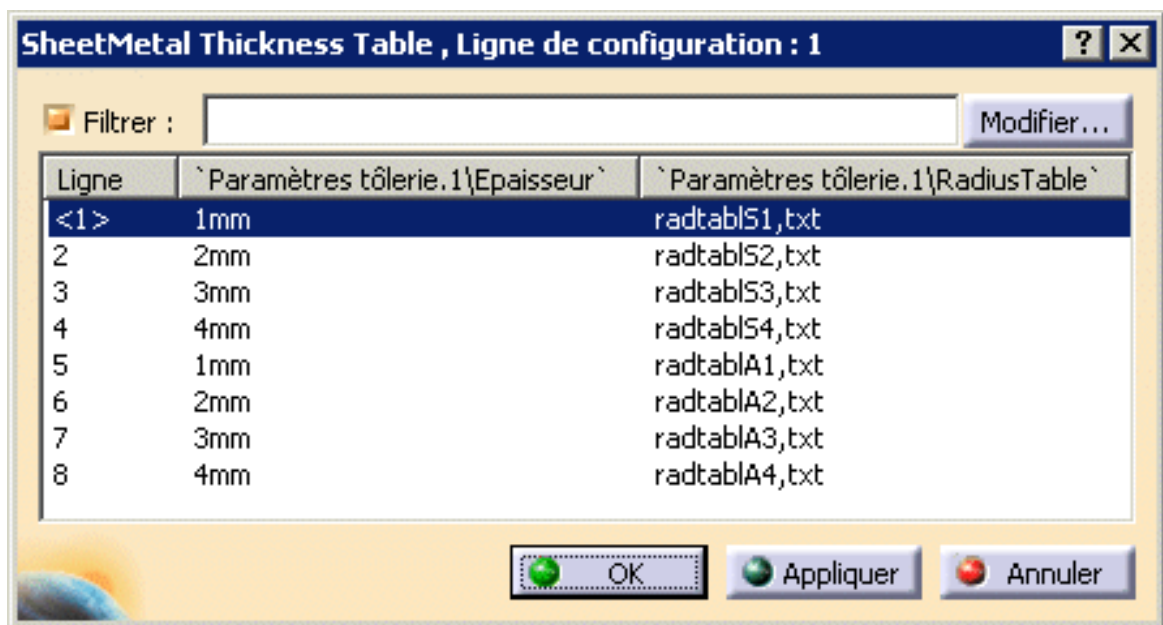 SheetMetal Thickness Table , Ligne de configuration : 1
Filtrer : Modifier...
Ligne `Paramètres tôlerie.1\Epaisseur` `Paramètres tôlerie.1\RadiusTable`
<1> 1mm radtablS1,txt
2 2mm radtablS2,txt
3 3mm radtablS3,txt
4 4mm radtablS4,txt
5 1mm radtablA1,txt
6 2mm radtablA2,txt
7 3mm radtablA3,txt
8 4mm radtablA4,txt
OK Appliquer Annuler